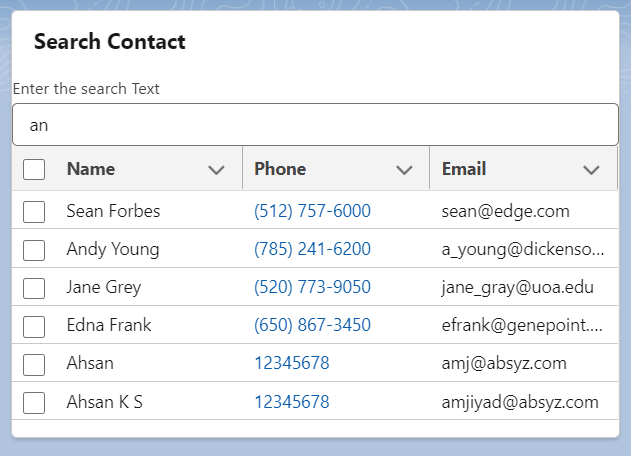 Search Contact
Enter the search Text
an
Name Phone Email
Sean Forbes (512) 757-6000 sean@edge.com
Andy Young (785) 241-6200 a_young@dickenso...
Jane Grey (520) 773-9050 jane_gray@uoa.edu
Edna Frank (650) 867-3450 efrank@genepoint....
Ahsan 12345678 amj@absyz.com
Ahsan K S 12345678 amjiyad@absyz.com